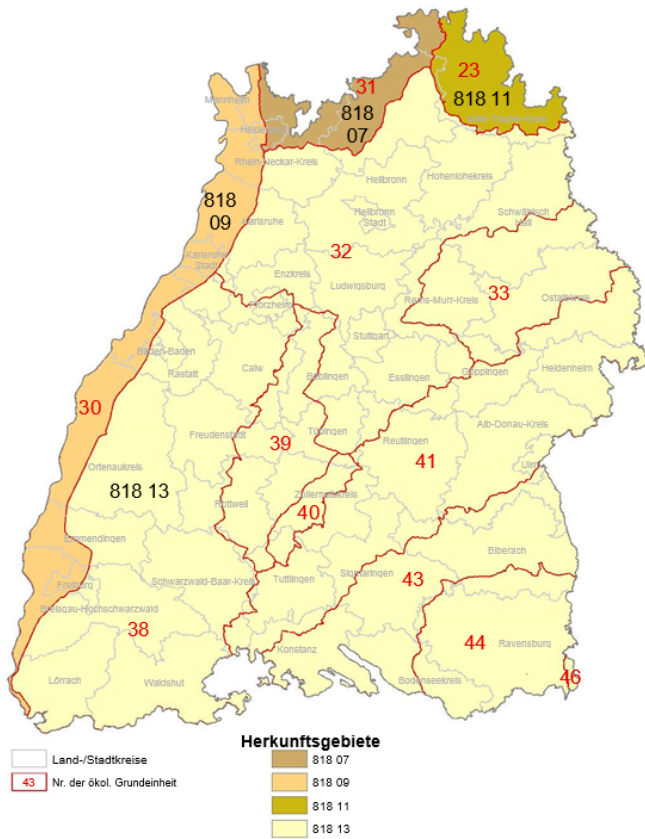 23
31
818 11
818
07
Main-Tauber-Kreis
Mannheim
Heidelberg
Rhein-Neckar-Kreis
Heilbronn
Hohenlohekreis
818
09
Karlsruhe
Heilbronn
Stadt
Schwäbisch
Hall
Karlsruhe
Stadt
32
Enzkreis
Ludwigsburg
33
Rems-Murr-Kreis
Ostalbkreis
Pforzheim
Stuttgart
Baden-Baden
Rastatt
Calw
Böblingen
Esslingen
Göppingen
Heidenheim
30
Freudenstadt
39
Tübingen
Reutlingen
Alb-Donau-Kreis
41
Ulm
Ortenaukreis
818 13
Rottweil
Zollernalbkreis
40
Emmendingen
Biberach
Freiburg
Schwarzwald-Baar-Kreis
Tuttlingen
Sigmaringen
43
Breisgau-Hochschwarzwald
38
44
Ravensburg
Konstanz
Lörrach
Waldshut
Bodenseekreis
46
Herkunftsgebiete
Land-/Stadtkreise
818 07
43 Nr. der ökol. Grundeinheit
818 09
818 11
818 13